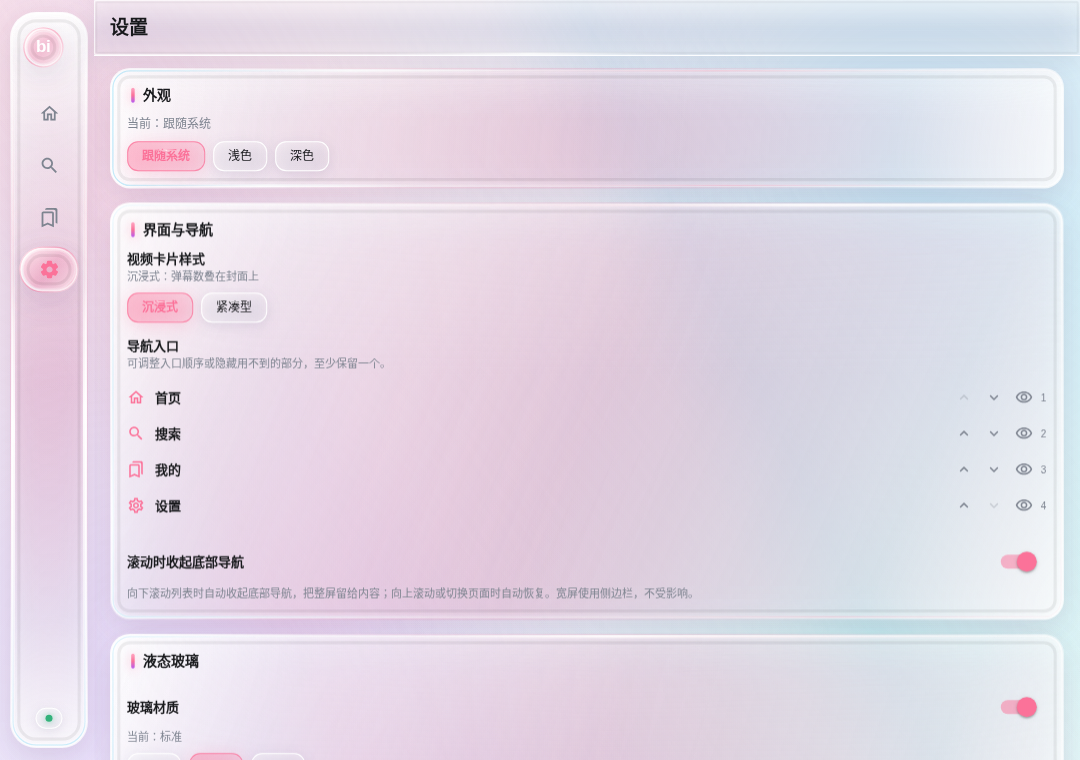 bi
设置
外观
当前：跟随系统
跟随系统 浅色 深色
界面与导航
视频卡片样式
沉浸式：弹幕数叠在封面上
沉浸式 紧凑型
导航入口
可调整入口顺序或隐藏用不到的部分，至少保留一个。
首页 1
搜索 2
我的 3
设置 4
滚动时收起底部导航
向下滚动列表时自动收起底部导航，把整屏留给内容；向上滚动或切换页面时自动恢复。宽屏使用侧边栏，不受影响。
液态玻璃
玻璃材质
当前：标准